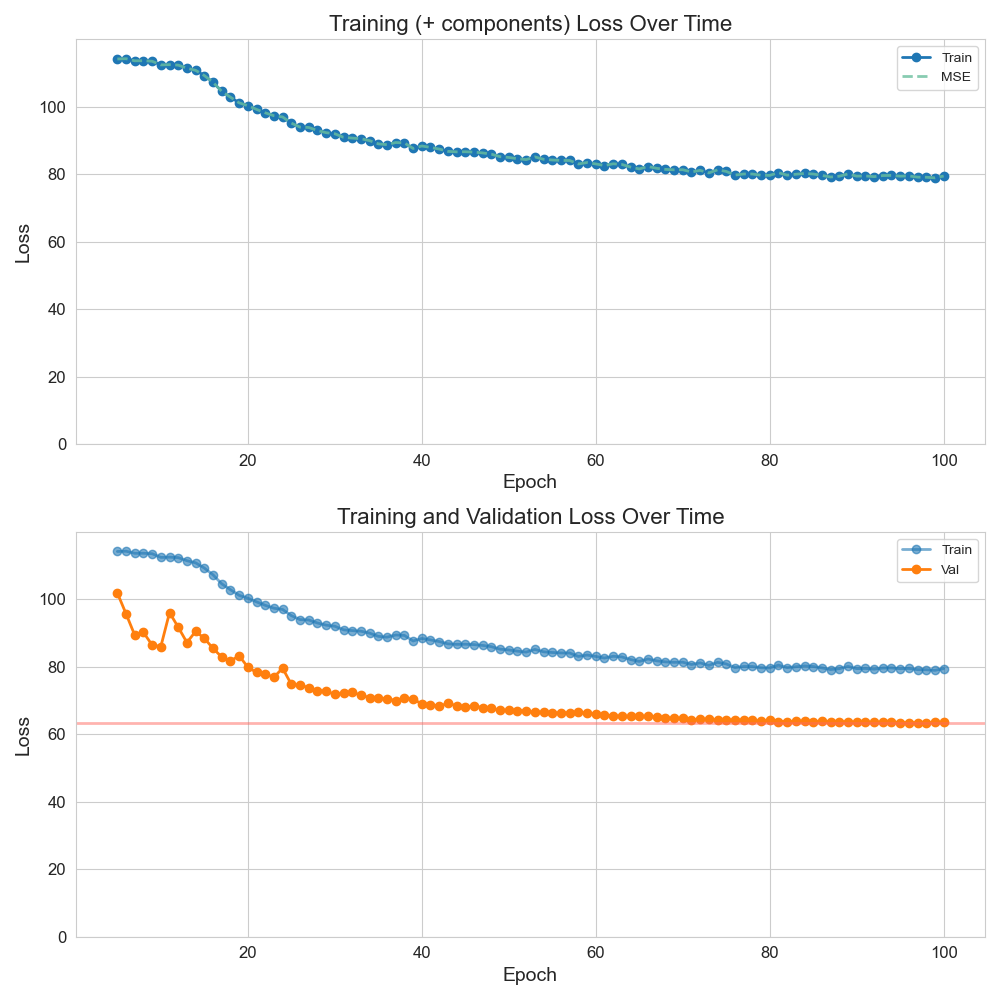 Training (+ components) Loss Over Time
Train
MSE
100
80
60
40
20
0
Loss
20 40 60 80 100
Epoch
Training and Validation Loss Over Time
Train
Val
100
80
60
40
20
0
Loss
20 40 60 80 100
Epoch